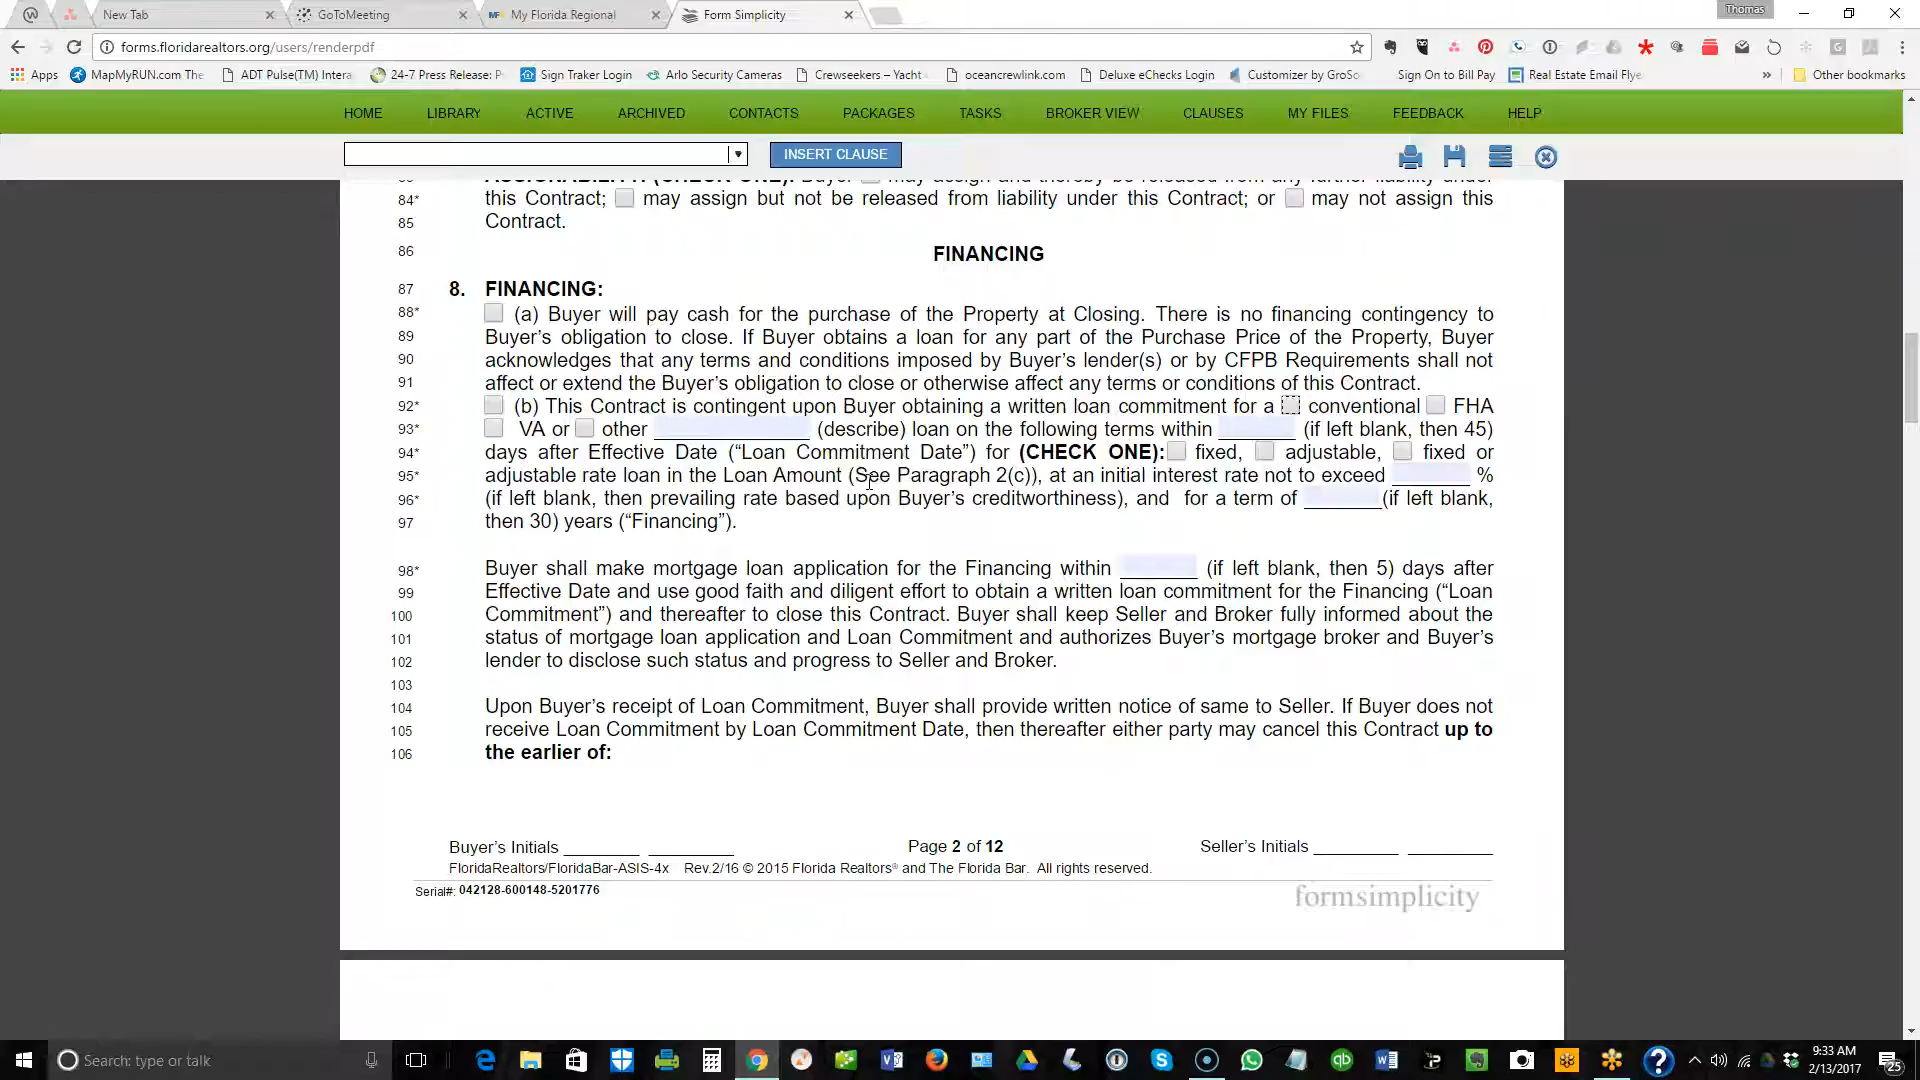 New Tab
GoToMeeting
My Florida Regional
Form Simplicity
Thomas
forms.floridarealtors.org/users/renderpdf
Apps
MapMyRUN.com The
ADT Pulse(TM) Intera
24-7 Press Release: P
Sign Traker Login
Arlo Security Cameras
Crewseekers – Yacht
oceancrewlink.com
Deluxe eChecks Login
Customizer by GroSo
Sign On to Bill Pay
Real Estate Email Flye
Other bookmarks
HOME LIBRARY ACTIVE ARCHIVED CONTACTS PACKAGES TASKS BROKER VIEW CLAUSES MY FILES FEEDBACK HELP
INSERT CLAUSE
84* this Contract; may assign but not be released from liability under this Contract; or may not assign this
85 Contract.
86 FINANCING
87 8. FINANCING:
88* (a) Buyer will pay cash for the purchase of the Property at Closing. There is no financing contingency to
89 Buyer's obligation to close. If Buyer obtains a loan for any part of the Purchase Price of the Property, Buyer
90 acknowledges that any terms and conditions imposed by Buyer's lender(s) or by CFPB Requirements shall not
91 affect or extend the Buyer's obligation to close or otherwise affect any terms or conditions of this Contract.
92* (b) This Contract is contingent upon Buyer obtaining a written loan commitment for a conventional FHA
93* VA or other ________ (describe) loan on the following terms within ________ (if left blank, then 45)
94* days after Effective Date (“Loan Commitment Date”) for (CHECK ONE): fixed, adjustable, fixed or
95* adjustable rate loan in the Loan Amount (See Paragraph 2(c)), at an initial interest rate not to exceed ________ %
96* (if left blank, then prevailing rate based upon Buyer's creditworthiness), and for a term of ________(if left blank,
97 then 30) years (“Financing”).
98* Buyer shall make mortgage loan application for the Financing within ________ (if left blank, then 5) days after
99 Effective Date and use good faith and diligent effort to obtain a written loan commitment for the Financing (“Loan
100 Commitment”) and thereafter to close this Contract. Buyer shall keep Seller and Broker fully informed about the
101 status of mortgage loan application and Loan Commitment and authorizes Buyer's mortgage broker and Buyer's
102 lender to disclose such status and progress to Seller and Broker.
103
104 Upon Buyer's receipt of Loan Commitment, Buyer shall provide written notice of same to Seller. If Buyer does not
105 receive Loan Commitment by Loan Commitment Date, then thereafter either party may cancel this Contract up to
106 the earlier of:
Buyer's Initials ________ ________ Page 2 of 12 Seller's Initials ________ ________
FloridaRealtors/FloridaBar-ASIS-4x Rev.2/16 © 2015 Florida Realtors® and The Florida Bar. All rights reserved.
Serial#: 042128-600148-5201776
formsimplicity
Search: type or talk
9:33 AM
2/13/2017
25